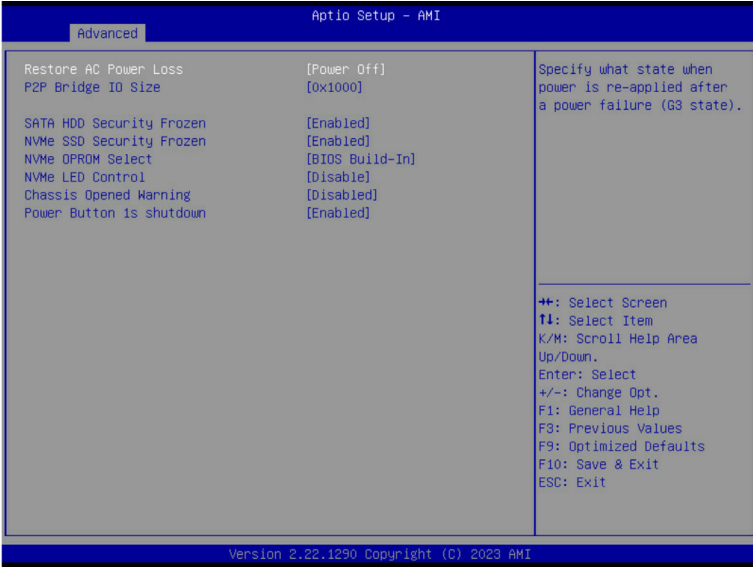 Aptio Setup - AMI
Advanced
Restore AC Power Loss [Power Off]
P2P Bridge IO Size [0x1000]
SATA HDD Security Frozen [Enabled]
NVMe SSD Security Frozen [Enabled]
NVMe OPROM Select [BIOS Build-In]
NVMe LED Control [Disable]
Chassis Opened Warning [Disabled]
Power Button 1s shutdown [Enabled]
Specify what state when
power is re-applied after
a power failure (G3 state).
→←: Select Screen
↑↓: Select Item
K/M: Scroll Help Area
Up/Down.
Enter: Select
+/-: Change Opt.
F1: General Help
F3: Previous Values
F9: Optimized Defaults
F10: Save & Exit
ESC: Exit
Version 2.22.1290 Copyright (C) 2023 AMI